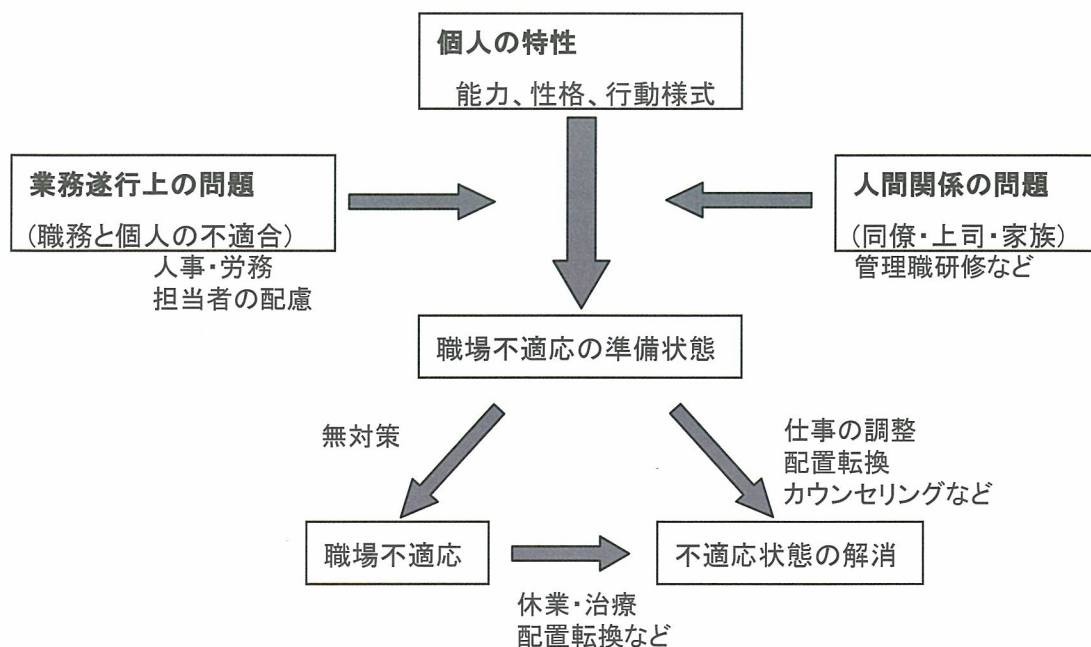 個人の特性
能力、性格、行動様式
業務遂行上の問題
(職務と個人の不適合)
人事・労務
担当者の配慮
人間関係の問題
(同僚・上司・家族)
管理職研修など
職場不適応の準備状態
無対策
仕事の調整
配置転換
カウンセリングなど
職場不適応
不適応状態の解消
休業・治療
配置転換など